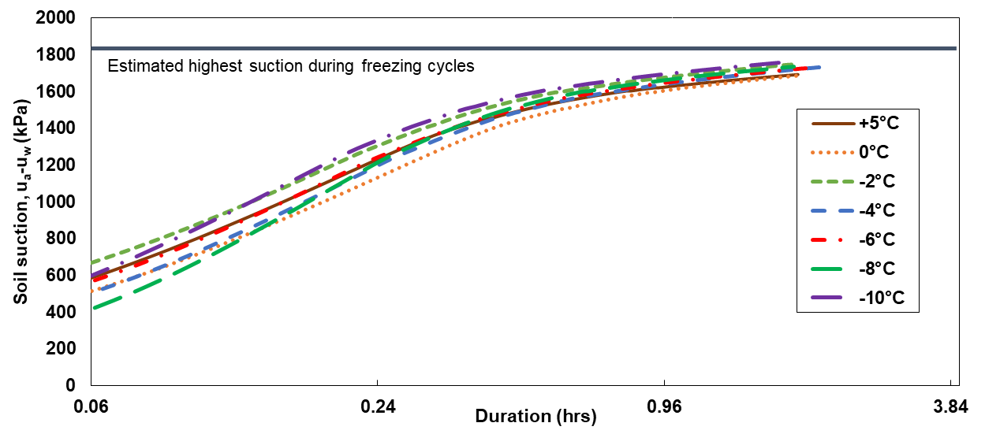 2000
1800
1600
1400
1200
1000
800
600
400
200
0
Soil suction, uₐ-u_w (kPa)
Estimated highest suction during freezing cycles
+5°C
0°C
-2°C
-4°C
-6°C
-8°C
-10°C
0.06 0.24 0.96 3.84
Duration (hrs)